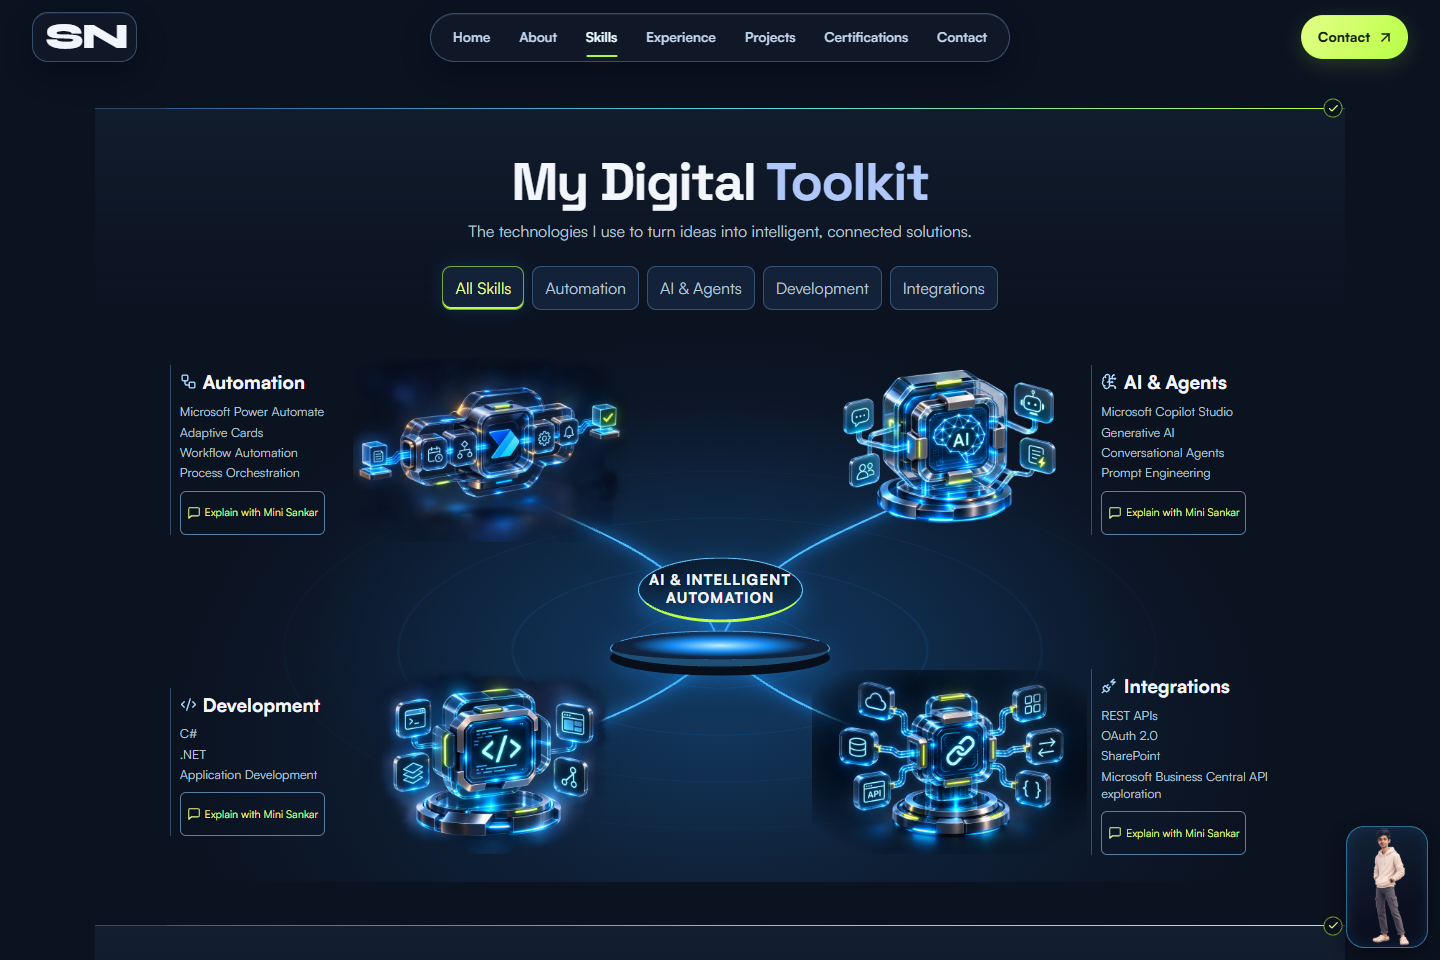 SN
Home About Skills Experience Projects Certifications Contact
Contact
My Digital Toolkit
The technologies I use to turn ideas into intelligent, connected solutions.
All Skills Automation AI & Agents Development Integrations
Automation
Microsoft Power Automate
Adaptive Cards
Workflow Automation
Process Orchestration
Explain with Mini Sankar
AI
AI & Agents
Microsoft Copilot Studio
Generative AI
Conversational Agents
Prompt Engineering
Explain with Mini Sankar
AI & INTELLIGENT
AUTOMATION
Development
C#
.NET
Application Development
Explain with Mini Sankar
</>
API
{ }
Integrations
REST APIs
OAuth 2.0
SharePoint
Microsoft Business Central API
exploration
Explain with Mini Sankar